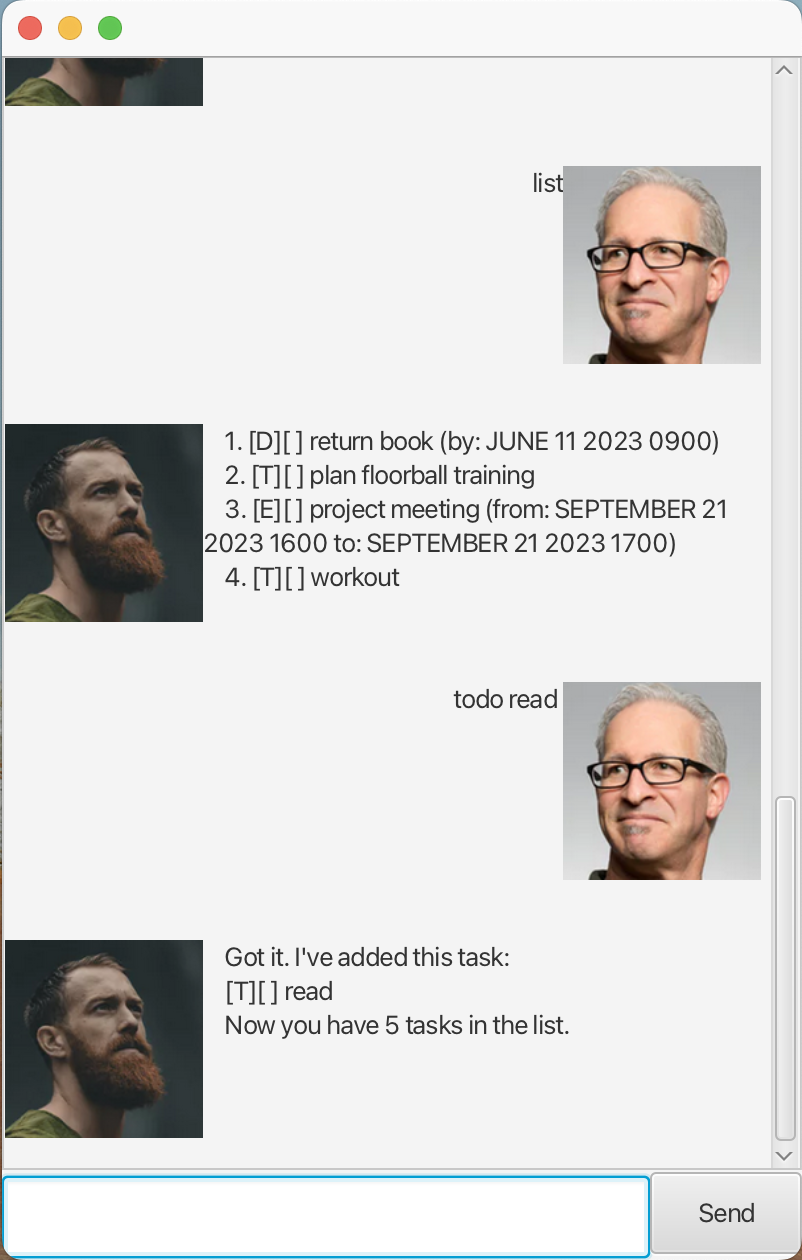 list
1. [D][ ] return book (by: JUNE 11 2023 0900)
2. [T][ ] plan floorball training
3. [E][ ] project meeting (from: SEPTEMBER 21
2023 1600 to: SEPTEMBER 21 2023 1700)
4. [T][ ] workout
todo read
Got it. I've added this task:
[T][ ] read
Now you have 5 tasks in the list.
Send